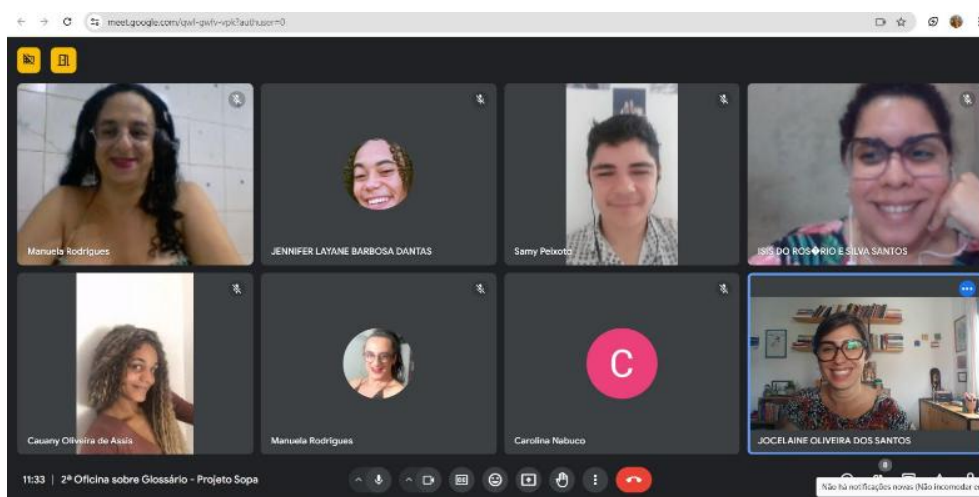 meet.google.com/qwf-gwfv-vpk?authuser=0
Manuela Rodrigues
JENNIFER LAYANE BARBOSA DANTAS
Samy Peixoto
ISIS DO ROS�RIO E SILVA SANTOS
Cauany Oliveira de Assis
Manuela Rodrigues
C
Carolina Nabuco
JOCELAINE OLIVEIRA DOS SANTOS
11:33 | 2ª Oficina sobre Glossário - Projeto Sopa
8
Não há notificações novas (Não incomodar